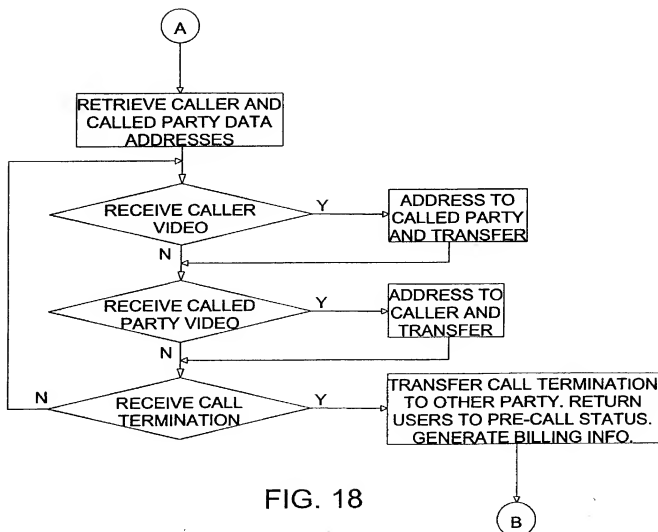 A
RETRIEVE CALLER AND
CALLED PARTY DATA
ADDRESSES
RECEIVE CALLER
VIDEO
Y
ADDRESS TO
CALLED PARTY
AND TRANSFER
N
RECEIVE CALLED
PARTY VIDEO
Y
ADDRESS TO
CALLER AND
TRANSFER
N
N
RECEIVE CALL
TERMINATION
Y
TRANSFER CALL TERMINATION
TO OTHER PARTY. RETURN
USERS TO PRE-CALL STATUS.
GENERATE BILLING INFO.
FIG. 18
B